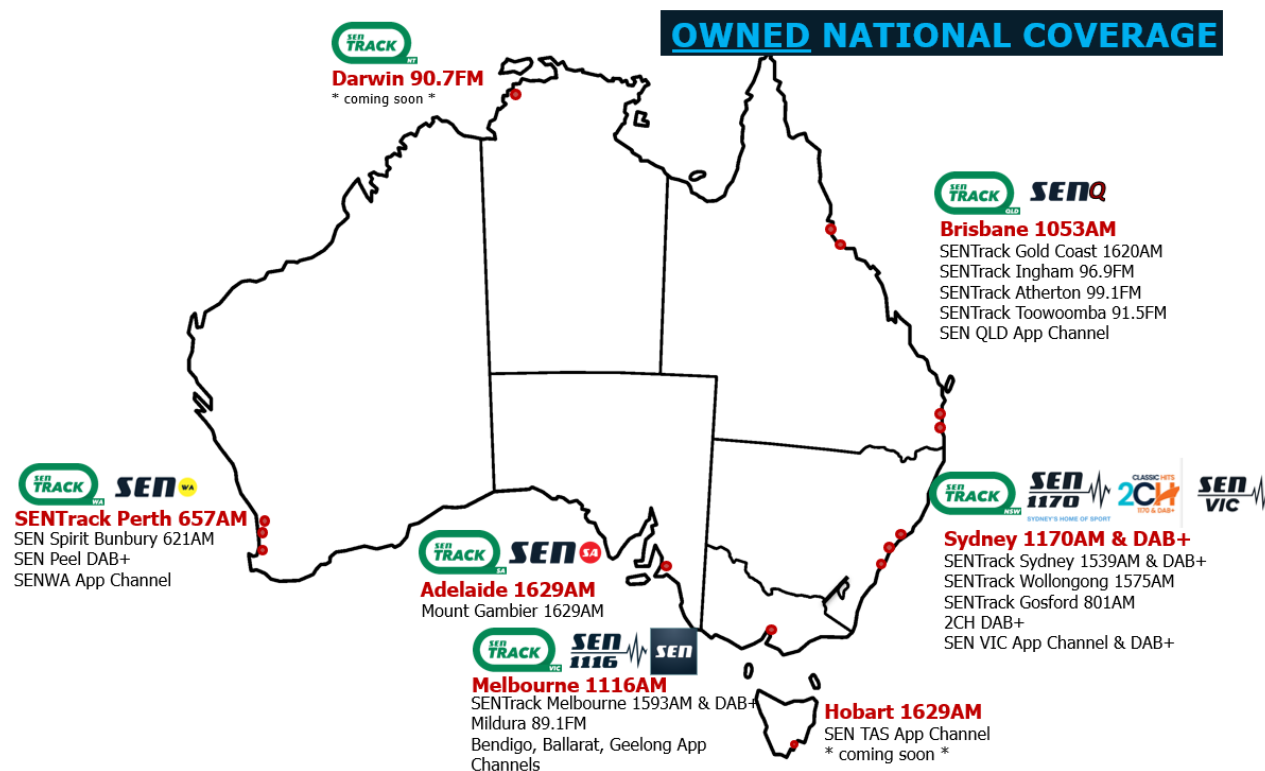 OWNED NATIONAL COVERAGE
SEN
TRACK
NT
Darwin 90.7FM
* coming soon *
SEN
TRACK
QLD
SENQ
Brisbane 1053AM
SENTrack Gold Coast 1620AM
SENTrack Ingham 96.9FM
SENTrack Atherton 99.1FM
SENTrack Toowoomba 91.5FM
SEN QLD App Channel
SEN
TRACK
WA
SEN WA
SENTrack Perth 657AM
SEN Spirit Bunbury 621AM
SEN Peel DAB+
SENWA App Channel
SEN
TRACK
SA
SEN SA
Adelaide 1629AM
Mount Gambier 1629AM
SEN
TRACK
NSW
SEN
1170
SYDNEY'S HOME OF SPORT
CLASSIC HITS
2CH
1170 & DAB+
SEN
VIC
Sydney 1170AM & DAB+
SENTrack Sydney 1539AM & DAB+
SENTrack Wollongong 1575AM
SENTrack Gosford 801AM
2CH DAB+
SEN VIC App Channel & DAB+
SEN
TRACK
VIC
SEN
1116
SEN
Melbourne 1116AM
SENTrack Melbourne 1593AM & DAB+
Mildura 89.1FM
Bendigo, Ballarat, Geelong App
Channels
Hobart 1629AM
SEN TAS App Channel
* coming soon *